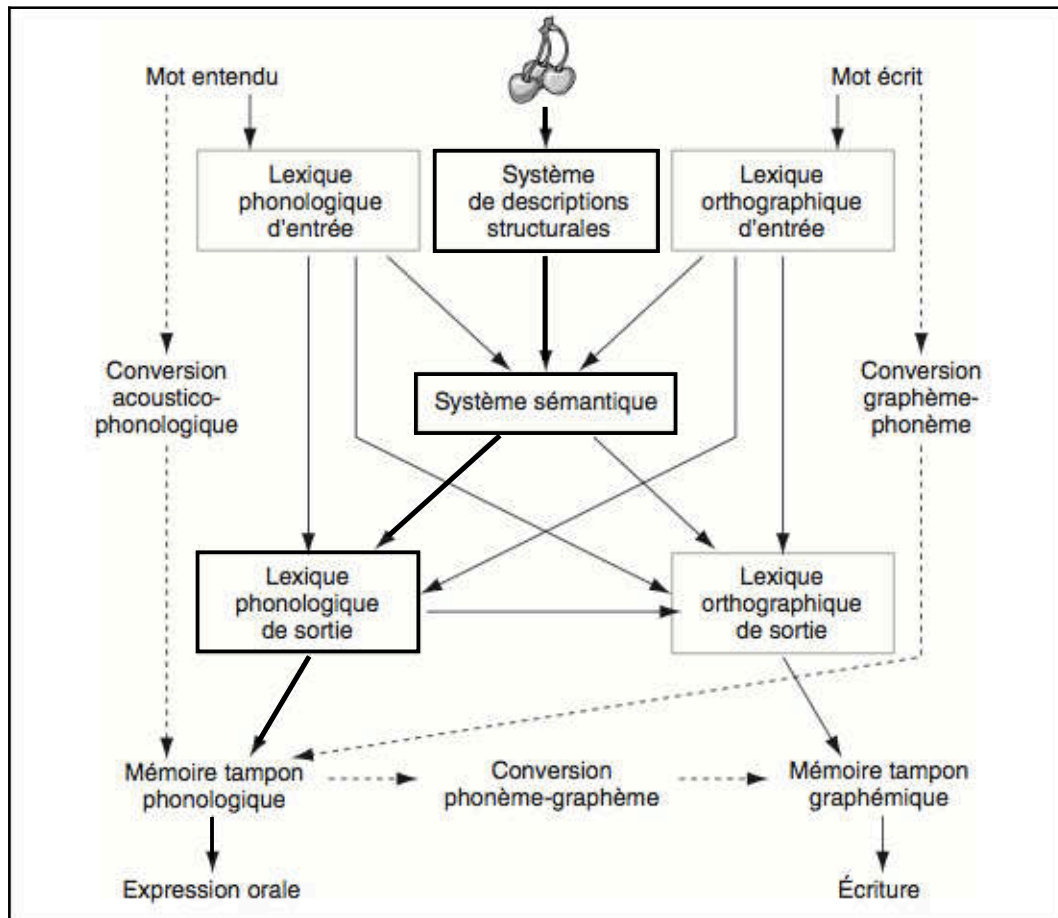 Mot entendu
Mot écrit
Lexique
phonologique
d'entrée
Système
de descriptions
structurales
Lexique
orthographique
d'entrée
Conversion
acoustico-
phonologique
Système sémantique
Conversion
graphème-
phonème
Lexique
phonologique
de sortie
Lexique
orthographique
de sortie
Mémoire tampon
phonologique
Conversion
phonème-graphème
Mémoire tampon
graphémique
Expression orale
Écriture